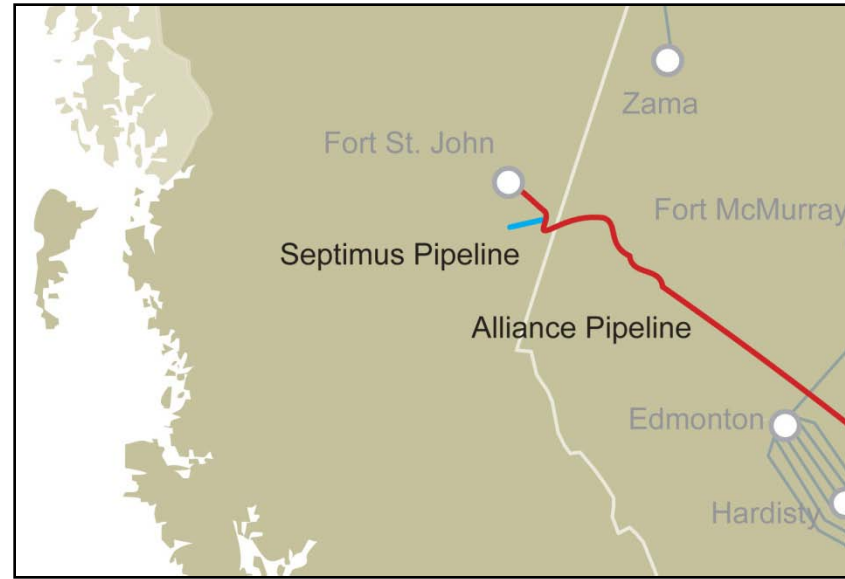 Zama
Fort St. John
Fort McMurray
Septimus Pipeline
Alliance Pipeline
Edmonton
Hardisty